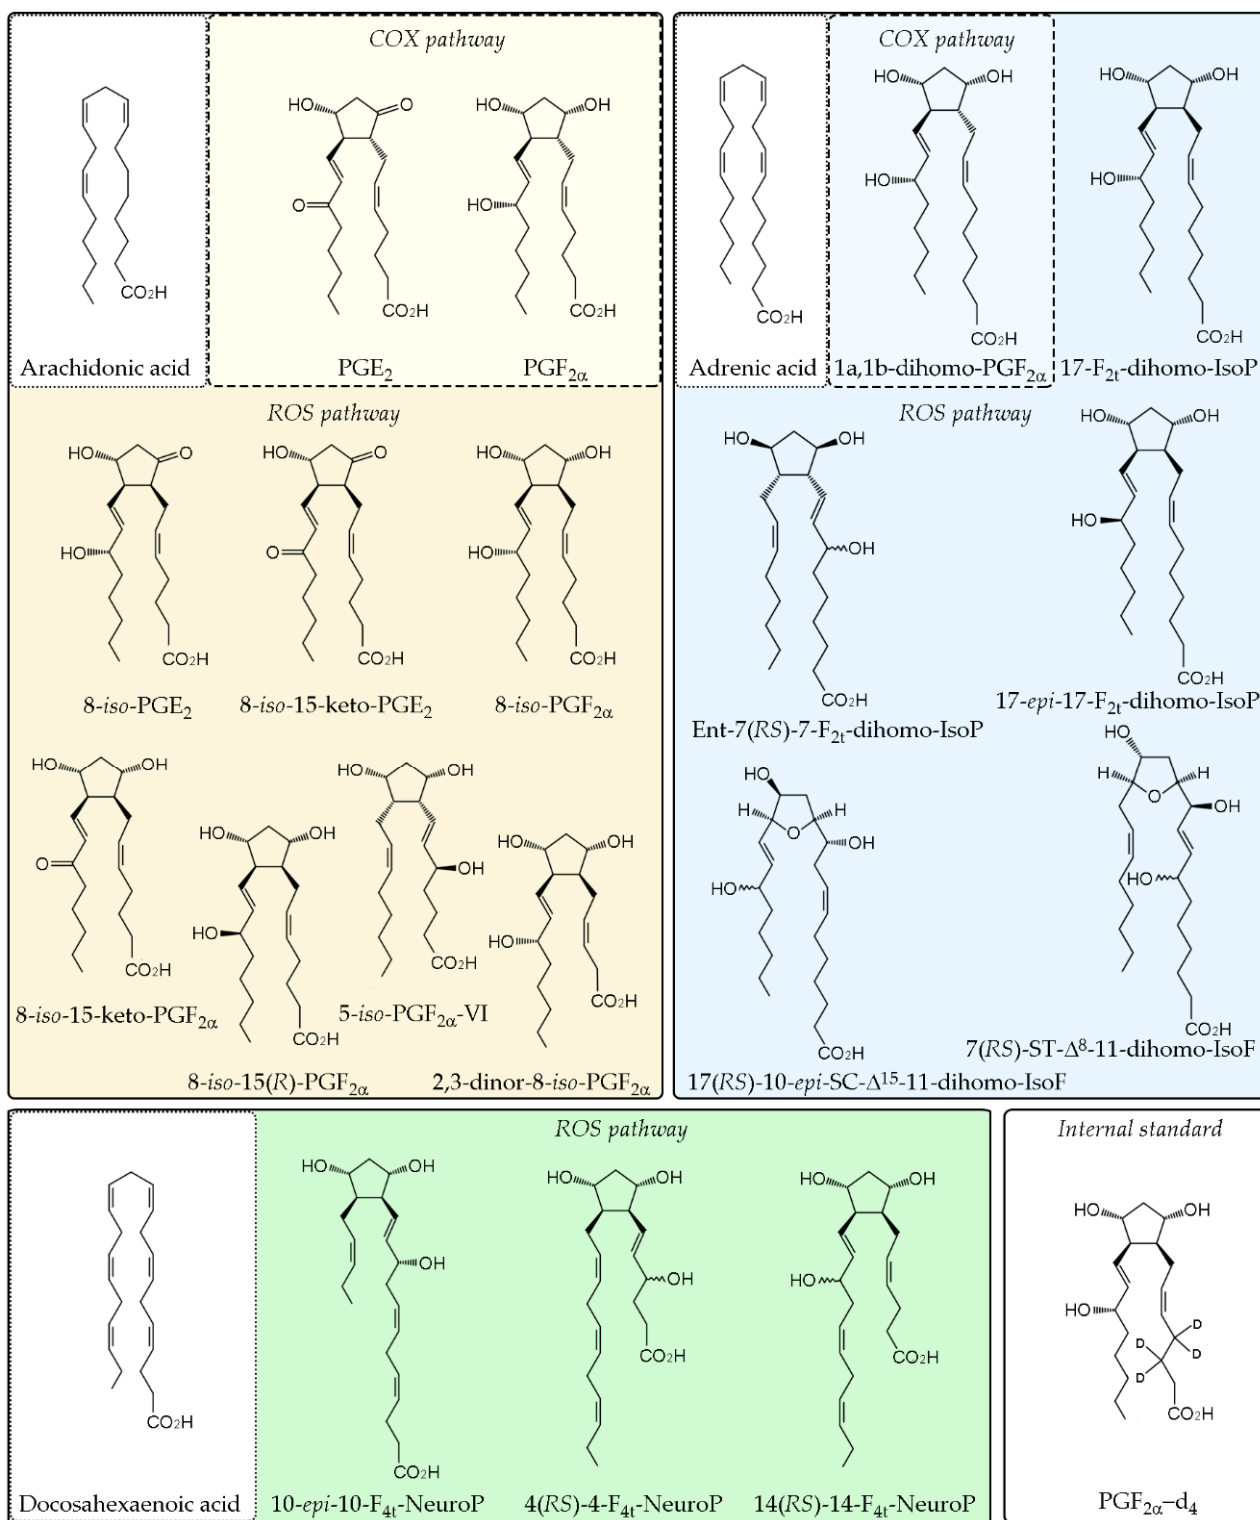 COX pathway
HO
O
O
CO₂H
HO
OH
HO
CO₂H
CO₂H
Arachidonic acid
PGE₂
PGF₂α
ROS pathway
HO
O
HO
CO₂H
8-iso-PGE₂
HO
O
O
CO₂H
8-iso-15-keto-PGE₂
HO
OH
HO
CO₂H
8-iso-PGF₂α
HO
OH
O
CO₂H
8-iso-15-keto-PGF₂α
HO
OH
HO
CO₂H
8-iso-15(R)-PGF₂α
HO
OH
OH
CO₂H
5-iso-PGF₂α-VI
HO
OH
HO
CO₂H
2,3-dinor-8-iso-PGF₂α
COX pathway
CO₂H
Adrenic acid
HO
OH
HO
CO₂H
1a,1b-dihomo-PGF₂α
HO
OH
HO
CO₂H
17-F₂t-dihomo-IsoP
ROS pathway
HO
OH
OH
CO₂H
Ent-7(RS)-7-F₂t-dihomo-IsoP
HO
OH
HO
CO₂H
17-epi-17-F₂t-dihomo-IsoP
HO
H
H
O
OH
HO
CO₂H
17(RS)-10-epi-SC-Δ¹⁵-11-dihomo-IsoF
HO
H
H
O
OH
HO
CO₂H
7(RS)-ST-Δ⁸-11-dihomo-IsoF
ROS pathway
CO₂H
Docosahexaenoic acid
HO
OH
OH
CO₂H
10-epi-10-F₄t-NeuroP
HO
OH
OH
CO₂H
4(RS)-4-F₄t-NeuroP
HO
OH
HO
CO₂H
14(RS)-14-F₄t-NeuroP
Internal standard
HO
OH
HO
D
D
D
D
CO₂H
PGF₂α–d₄